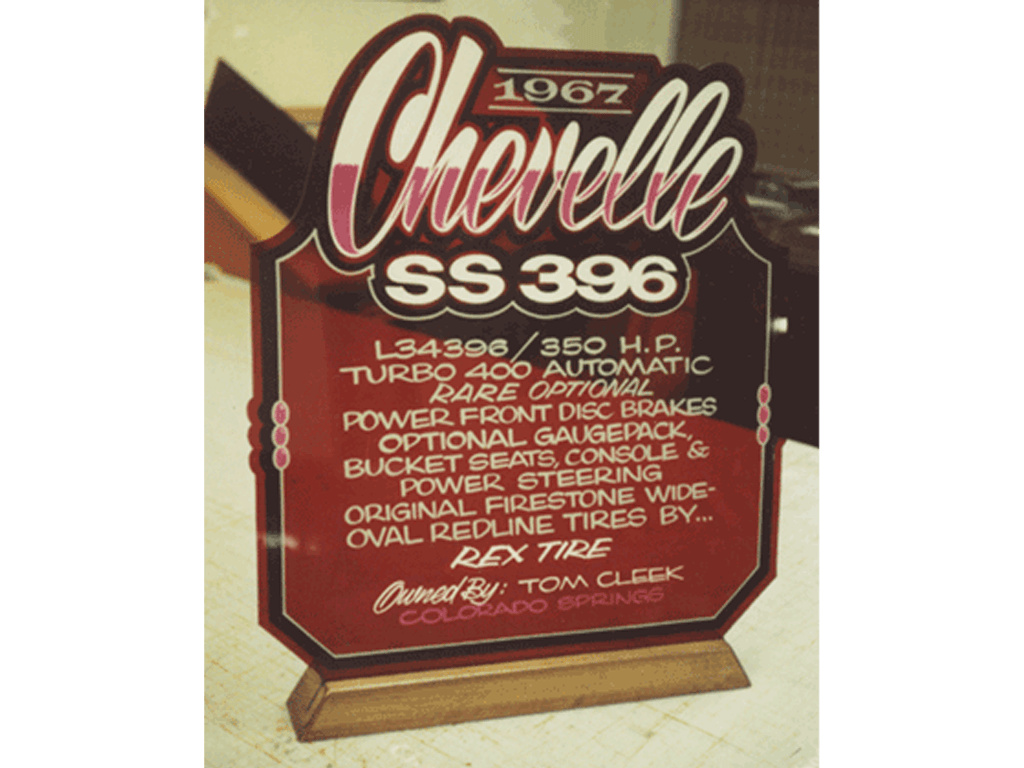 1967
Chevelle
SS 396
L34396/350 H.P.
TURBO 400 AUTOMATIC
RARE OPTIONAL
POWER FRONT DISC BRAKES
OPTIONAL GAUGEPACK,
BUCKET SEATS, CONSOLE &
POWER STEERING
ORIGINAL FIRESTONE WIDE-
OVAL REDLINE TIRES BY...
REX TIRE
Owned By: TOM CLEEK
COLORADO SPRINGS